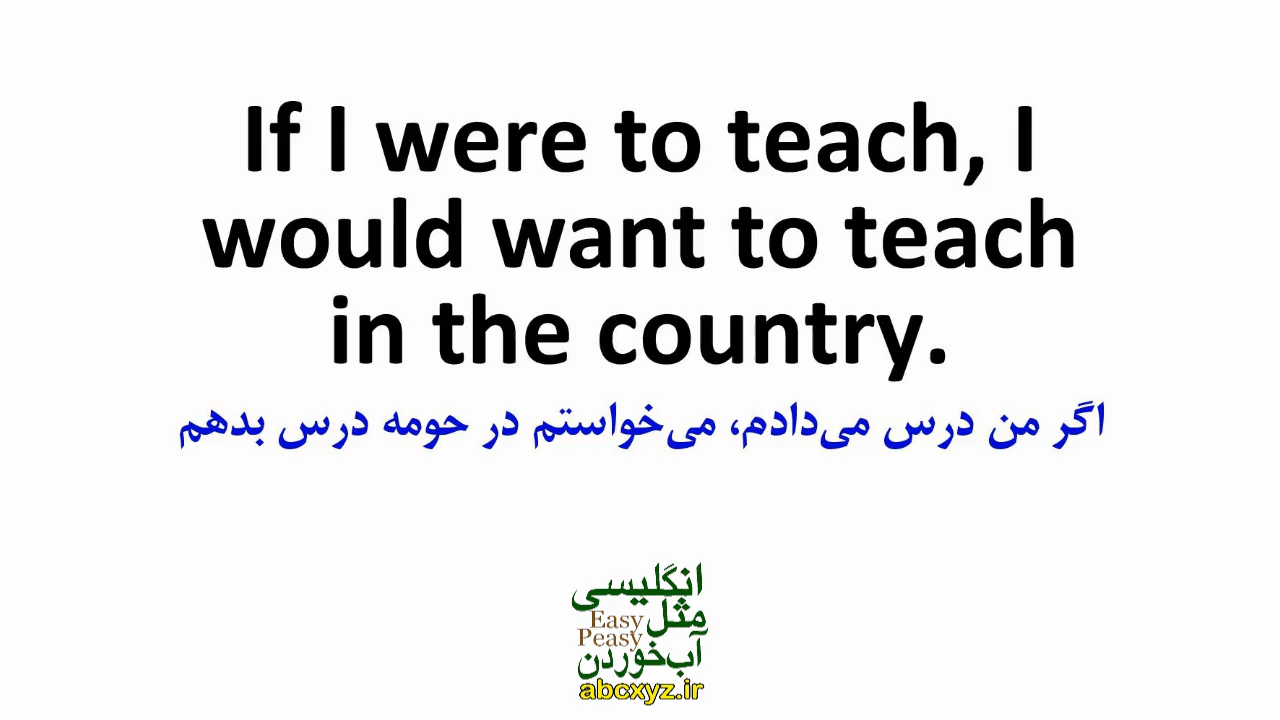 If I were to teach, I
would want to teach
in the country.
اگر من درس می‌دادم، می‌خواستم در حومه درس بدهم
انگلیسی
مثل
Easy
Peasy
آب‌خوردن
abcxyz.ir